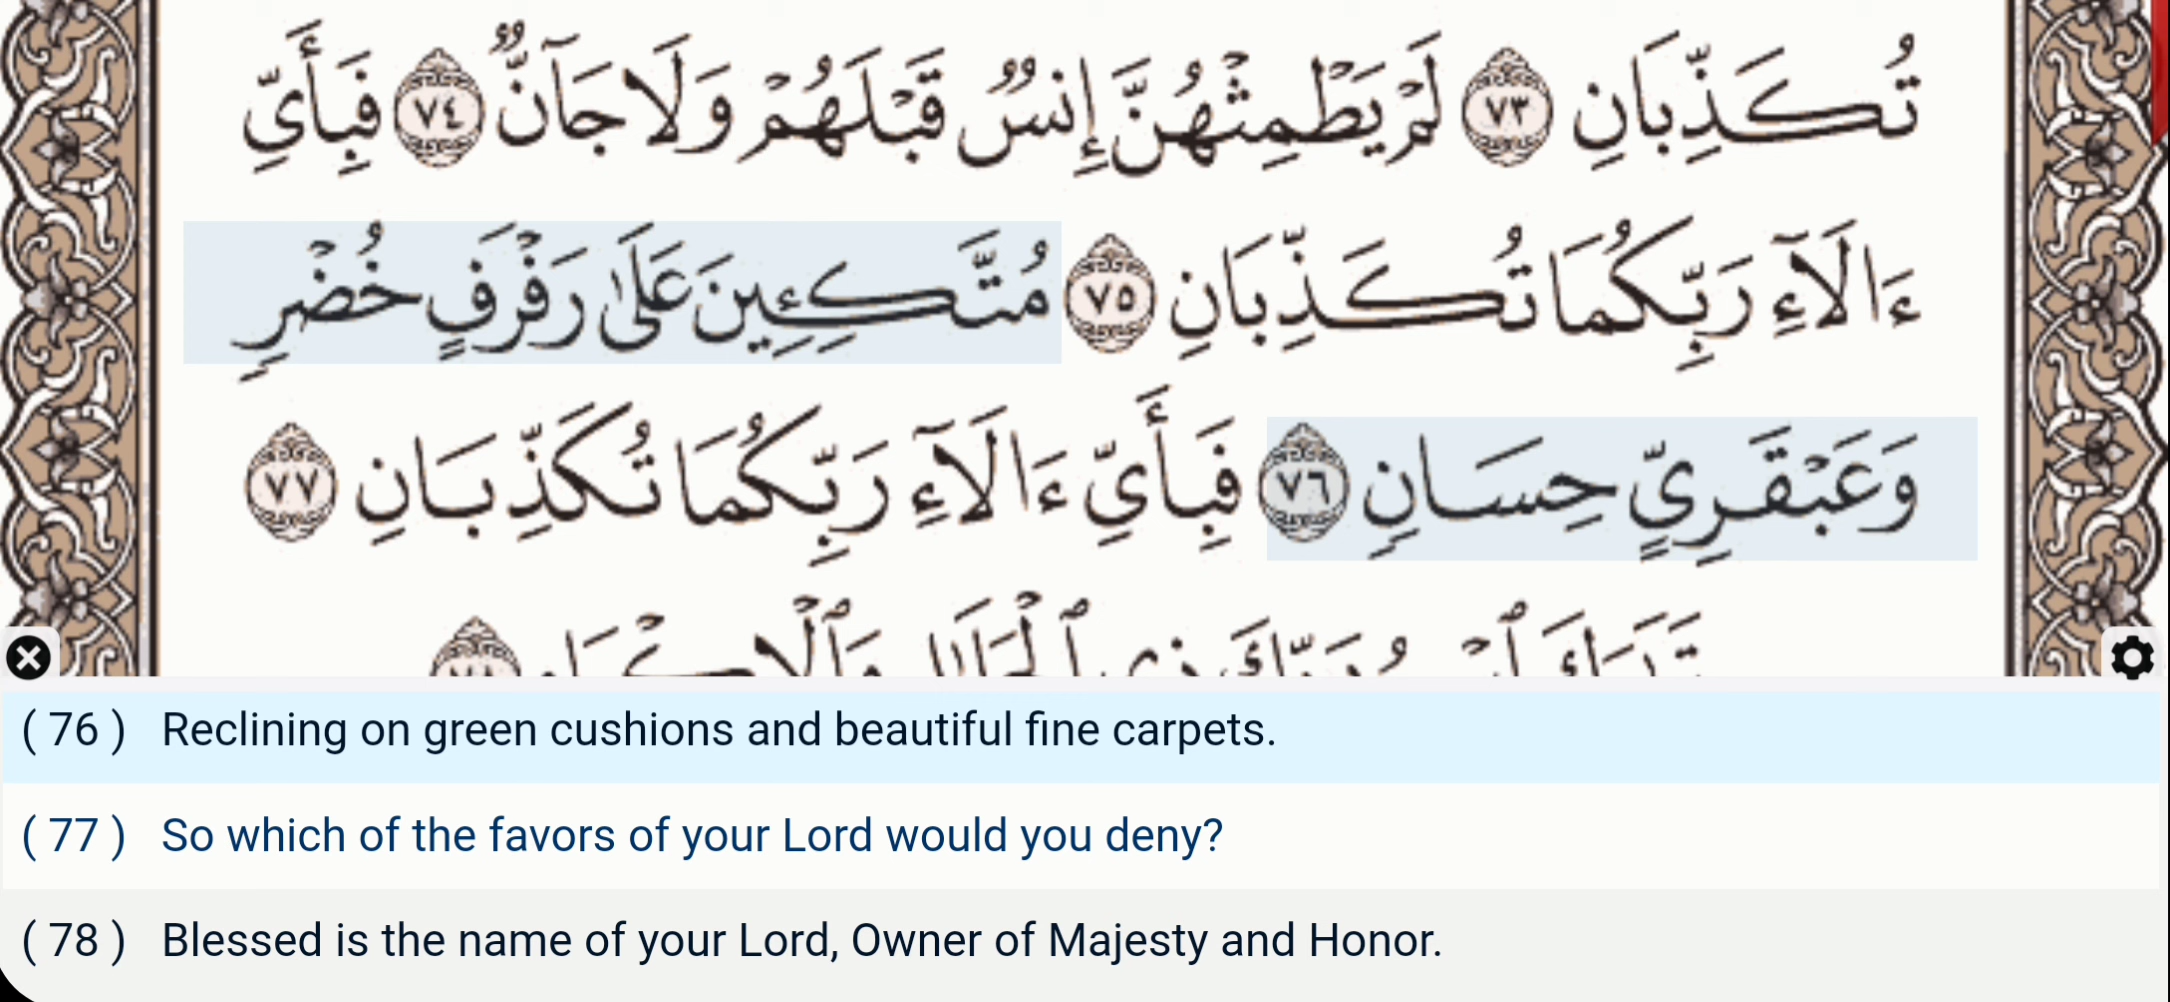 تُكَذِّبَانِ ٧٣ لَمْ يَطْمِثْهُنَّ إِنسٌ قَبْلَهُمْ وَلَا جَآنٌّ ٧٤ فَبِأَيِّ
ءَالَآءِ رَبِّكُمَا تُكَذِّبَانِ ٧٥ مُتَّكِـِٔينَ عَلَىٰ رَفْرَفٍ خُضْرٍ
وَعَبْقَرِيٍّ حِسَانٍ ٧٦ فَبِأَيِّ ءَالَآءِ رَبِّكُمَا تُكَذِّبَانِ ٧٧
( 76 ) Reclining on green cushions and beautiful fine carpets.
( 77 ) So which of the favors of your Lord would you deny?
( 78 ) Blessed is the name of your Lord, Owner of Majesty and Honor.